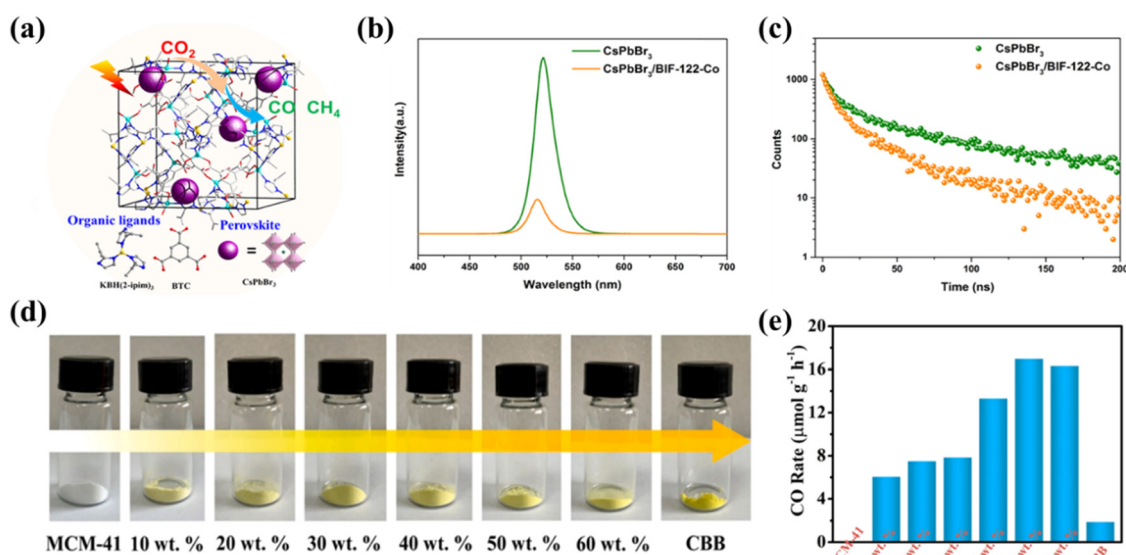 (a)
CO2
CO CH4
Organic ligands
Perovskite
=
KBH(2-ipim)3
BTC
CsPbBr3
(b)
CsPbBr3
CsPbBr3/BIF-122-Co
Intensity(a.u.)
400 450 500 550 600 650 700
Wavelength (nm)
(c)
CsPbBr3
CsPbBr3/BIF-122-Co
Counts
1000
100
10
1
0 50 100 150 200
Time (ns)
(d)
MCM-41 10 wt. % 20 wt. % 30 wt. % 40 wt. % 50 wt. % 60 wt. % CBB
(e)
CO Rate (μmol g-1 h-1)
20
16
12
8
4
0